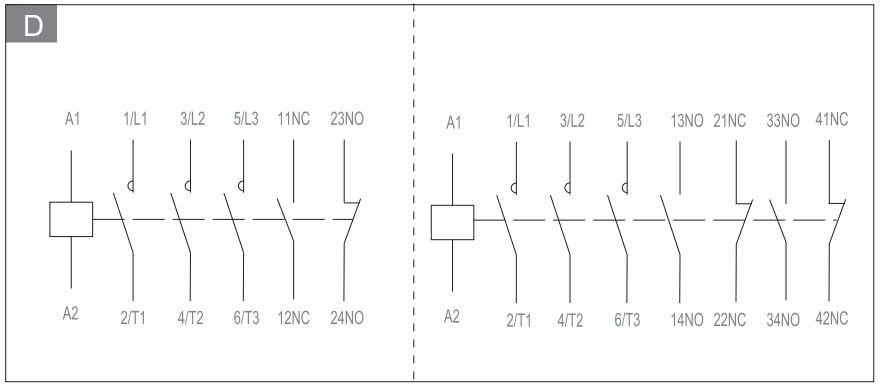 D
A1 1/L1 3/L2 5/L3 11NC 23NO
A2 2/T1 4/T2 6/T3 12NC 24NO
A1 1/L1 3/L2 5/L3 13NO 21NC 33NO 41NC
A2 2/T1 4/T2 6/T3 14NO 22NC 34NO 42NC